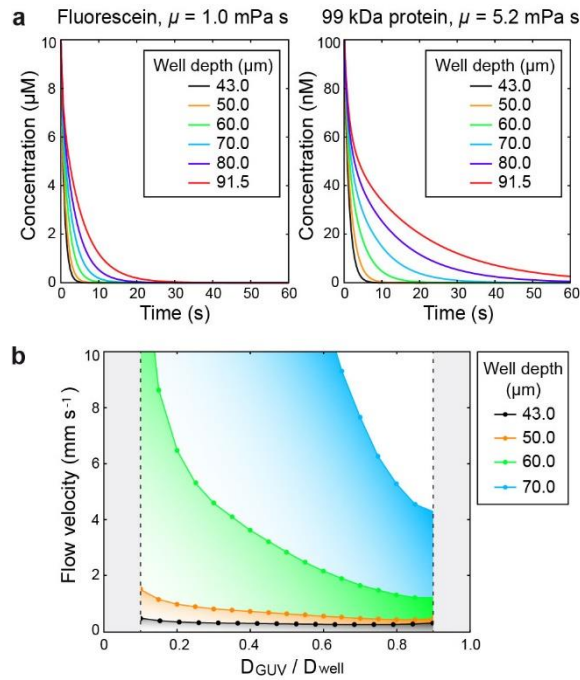 a
Fluorescein, μ = 1.0 mPa s
99 kDa protein, μ = 5.2 mPa s
Concentration (μM)
10
8
6
4
2
0
Well depth (μm)
43.0
50.0
60.0
70.0
80.0
91.5
0 10 20 30 40 50 60
Time (s)
Concentration (nM)
100
80
60
40
20
0
Well depth (μm)
43.0
50.0
60.0
70.0
80.0
91.5
0 10 20 30 40 50 60
Time (s)
b
Flow velocity (mm s⁻¹)
10
8
6
4
2
0
0 0.2 0.4 0.6 0.8 1.0
D_GUV / D_well
Well depth
(μm)
43.0
50.0
60.0
70.0